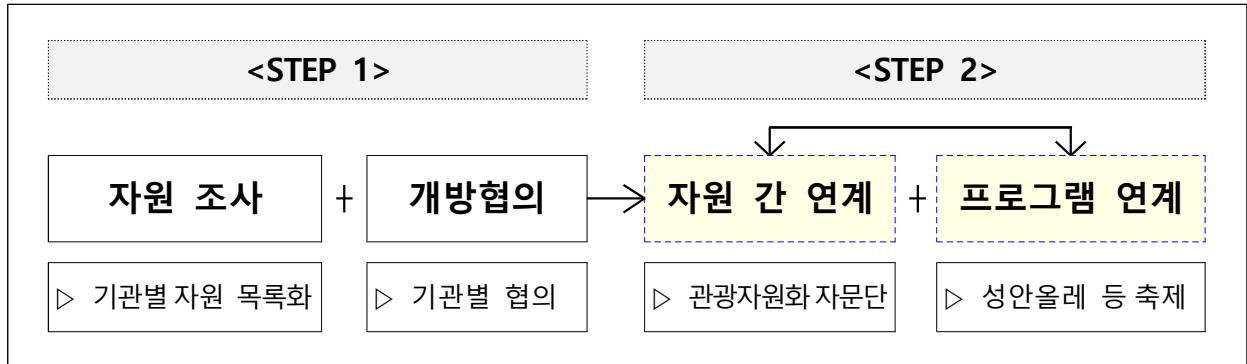 <STEP 1>
<STEP 2>
자원 조사 + 개방협의 → 자원 간 연계 + 프로그램 연계
▷ 기관별 자원 목록화
▷ 기관별 협의
▷ 관광자원화 자문단
▷ 성안올레 등 축제